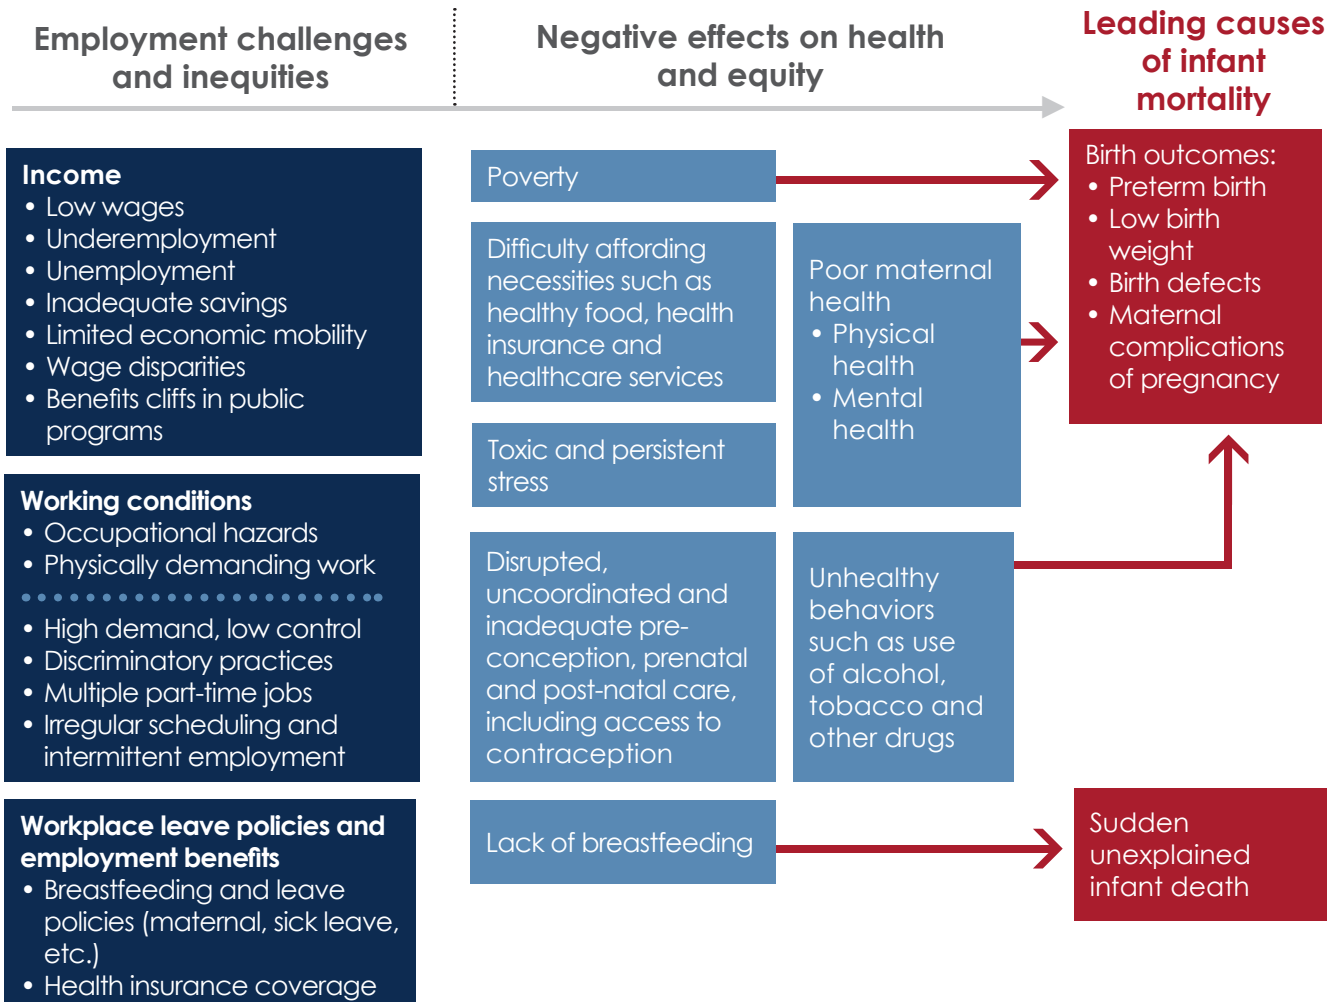 Employment challenges
and inequities
Negative effects on health
and equity
Leading causes
of infant
mortality
Income
• Low wages
• Underemployment
• Unemployment
• Inadequate savings
• Limited economic mobility
• Wage disparities
• Benefits cliffs in public
programs
Working conditions
• Occupational hazards
• Physically demanding work
• High demand, low control
• Discriminatory practices
• Multiple part-time jobs
• Irregular scheduling and
intermittent employment
Workplace leave policies and
employment benefits
• Breastfeeding and leave
policies (maternal, sick leave,
etc.)
• Health insurance coverage
Poverty
Difficulty affording
necessities such as
healthy food, health
insurance and
healthcare services
Toxic and persistent
stress
Poor maternal
health
• Physical
health
• Mental
health
Disrupted,
uncoordinated and
inadequate pre-
conception, prenatal
and post-natal care,
including access to
contraception
Unhealthy
behaviors
such as use
of alcohol,
tobacco and
other drugs
Lack of breastfeeding
Birth outcomes:
• Preterm birth
• Low birth
weight
• Birth defects
• Maternal
complications
of pregnancy
Sudden
unexplained
infant death